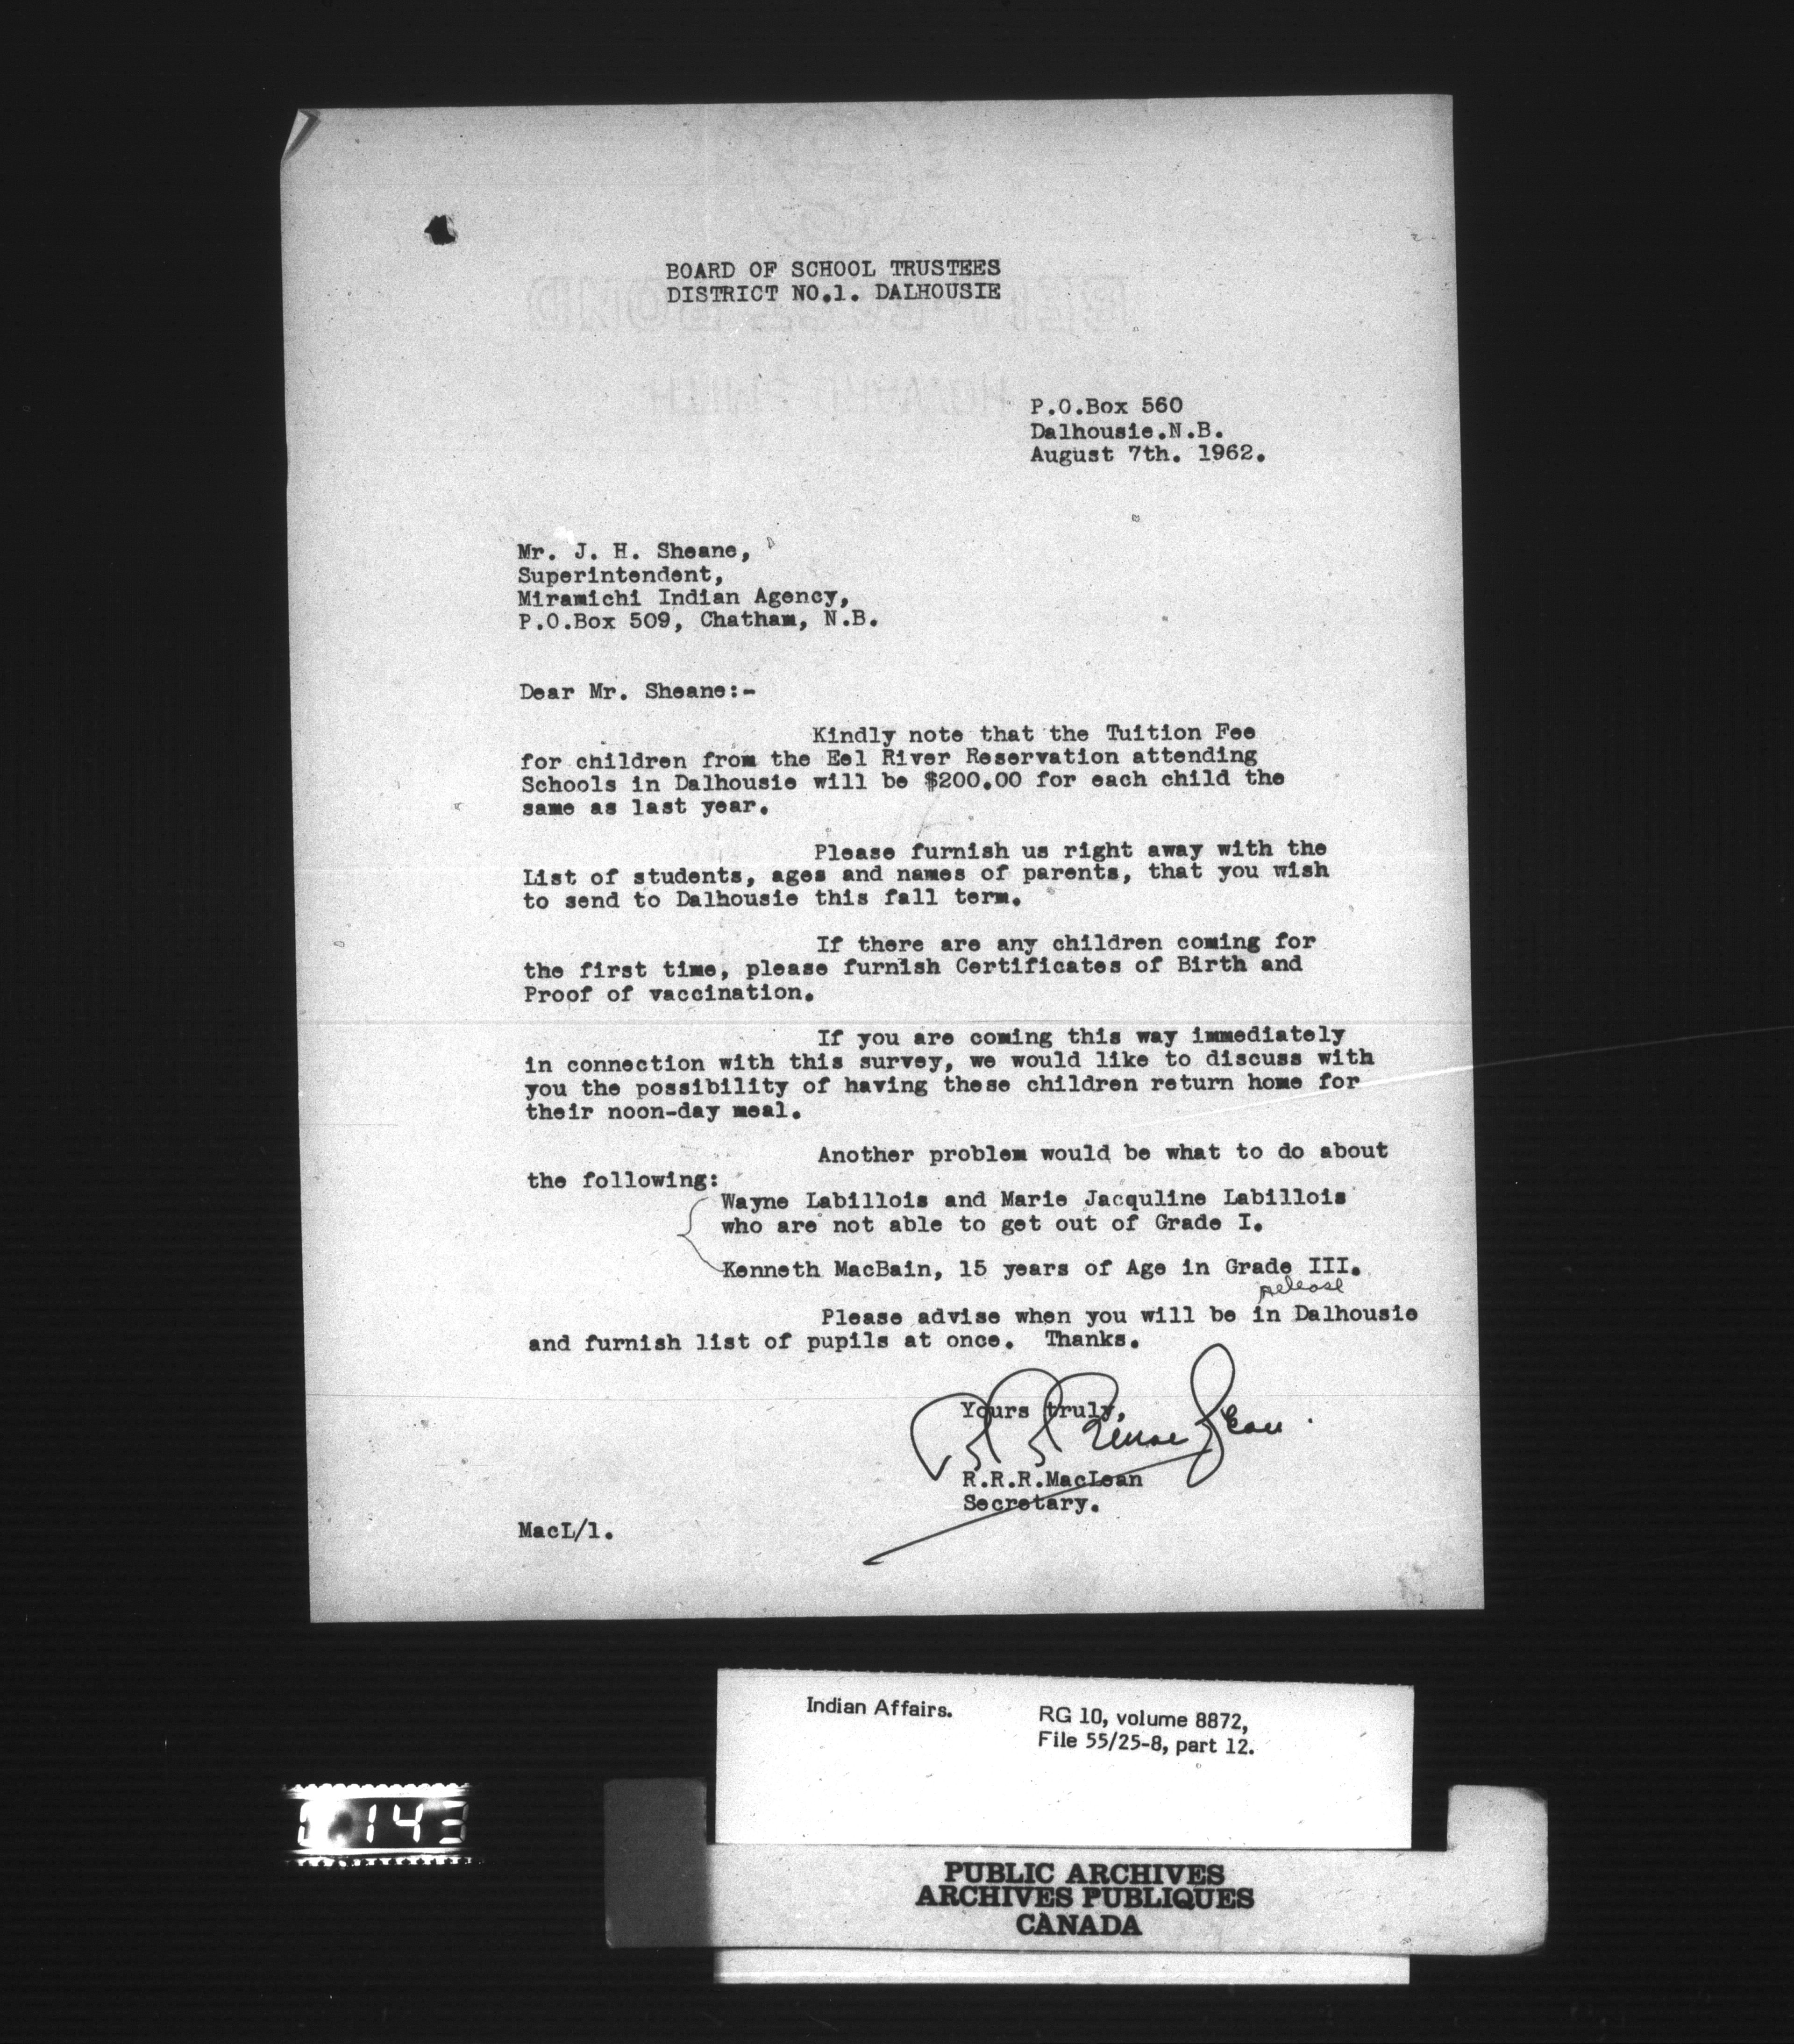 BOARD OF SCHOOL TRUSTEES
DISTRICT NO.1. DALHOUSIE
P.O.Box 560
Dalhousie.N.B.
August 7th. 1962.
Mr. J. H. Sheane,
Superintendent,
Miramichi Indian Agency,
P.O.Box 509, Chatham, N.B.
Dear Mr. Sheane:-
Kindly note that the Tuition Fee
for children from the Eel River Reservation attending
Schools in Dalhousie will be $200.00 for each child the
same as last year.
Please furnish us right away with the
List of students, ages and names of parents, that you wish
to send to Dalhousie this fall term.
If there are any children coming for
the first time, please furnish Certificates of Birth and
Proof of vaccination.
If you are coming this way immediately
in connection with this survey, we would like to discuss with
you the possibility of having these children return home for
their noon-day meal.
Another problem would be what to do about
the following:
Wayne Labillois and Marie Jacquline Labillois
who are not able to get out of Grade I.
Kenneth MacBain, 15 years of Age in Grade III.
release
Please advise when you will be in Dalhousie
and furnish list of pupils at once. Thanks.
Yours truly,
R.R.R.MacLean
Secretary.
MacL/1.
Indian Affairs.
RG 10, volume 8872,
File 55/25-8, part 12.
143
PUBLIC ARCHIVES
ARCHIVES PUBLIQUES
CANADA